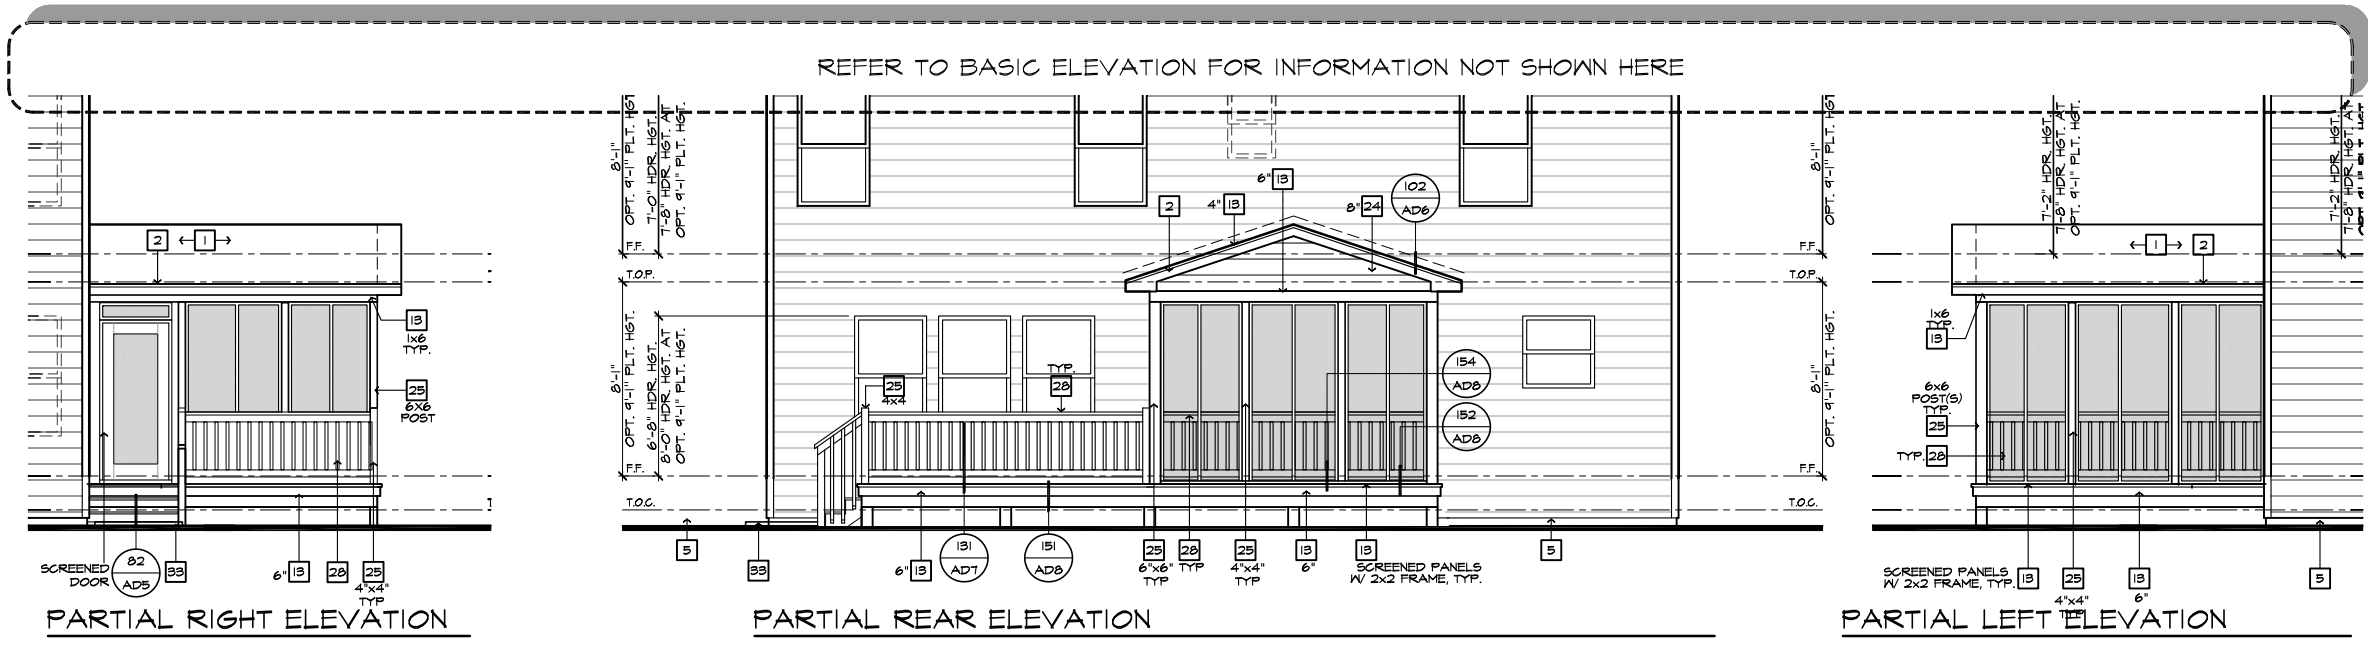 REFER TO BASIC ELEVATION FOR INFORMATION NOT SHOWN HERE
2
1
13
1x6
TYP.
25
6X6
POST
SCREENED
DOOR
82
AD5
33
6" 13
28
25
4"x4"
TYP
PARTIAL RIGHT ELEVATION
8'-1"
OPT. 9'-1" PLT. HGT.
7'-0" HDR. HGT.
7'-8" HDR. HGT. AT
OPT. 9'-1" PLT. HGT.
F.F.
T.O.P.
8'-1"
OPT. 9'-1" PLT. HGT.
6'-8" HDR. HGT.
8'-0" HDR. HGT. AT
OPT. 9'-1" PLT. HGT.
F.F.
T.O.C.
6" 13
2
4" 13
8" 24
102
AD6
25
4x4
TYP.
28
154
AD8
152
AD8
5
33
6" 13
131
AD7
151
AD8
25
6"x6"
TYP
28
TYP
25
4"x4"
TYP
13
6"
13
SCREENED PANELS
W/ 2x2 FRAME, TYP.
5
PARTIAL REAR ELEVATION
8'-1"
OPT. 9'-1" PLT. HGT
F.F.
T.O.P.
8'-1"
OPT. 9'-1" PLT. HGT.
F.F.
T.O.C.
7'-2" HDR. HGT.
7'-8" HDR. HGT. AT
OPT. 9'-1" PLT. HGT.
7'-2" HDR. HGT.
7'-8" HDR. HGT. AT
1
2
1x6
TYP.
13
6x6
POST(S)
TYP.
25
TYP. 28
SCREENED PANELS
W/ 2x2 FRAME, TYP.
13
25
4"x4"
TYP
13
6"
5
PARTIAL LEFT ELEVATION